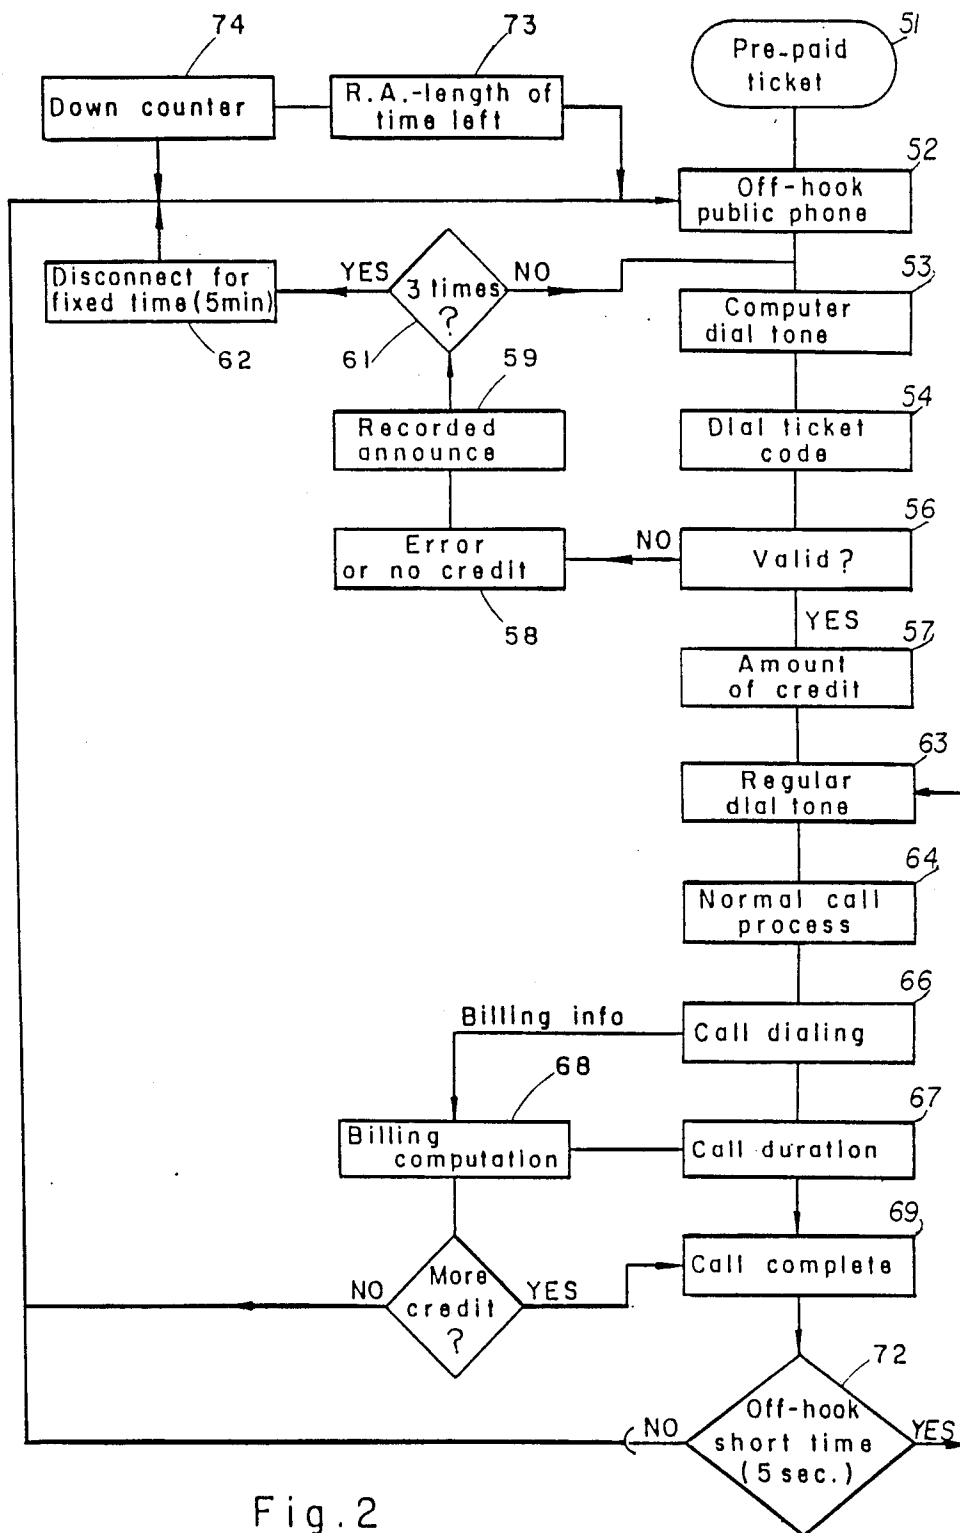 74
73
51
Pre-paid
ticket
Down counter
R.A.-length of
time left
52
Off-hook
public phone
Disconnect for
fixed time (5min)
YES
3 times
?
NO
53
Computer
dial tone
62
61
59
54
Recorded
announce
Dial ticket
code
56
Error
or no credit
NO
Valid?
58
YES
57
Amount
of credit
63
Regular
dial tone
64
Normal call
process
66
Billing info
Call dialing
68
67
Billing
computation
Call duration
69
Call complete
NO
More
credit
?
YES
72
NO
Off-hook
short time
(5 sec.)
YES
Fig.2